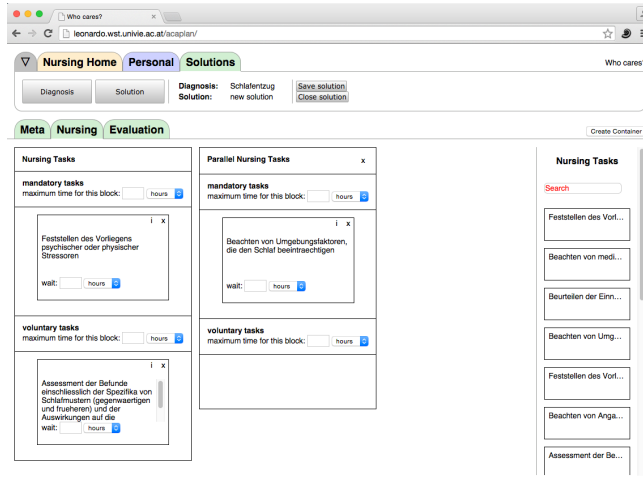 Who cares?
leonardo.wst.univie.ac.at/acaplan/
▽ Nursing Home Personal Solutions
Who cares?
Diagnosis Solution
Diagnosis: Schlafentzug
Solution: new solution
Save solution
Close solution
Meta Nursing Evaluation
Create Container
Nursing Tasks
mandatory tasks
maximum time for this block: hours
i x
Feststellen des Vorliegens
psychischer oder physischer
Stressoren
wait: hours
voluntary tasks
maximum time for this block: hours
i x
Assessment der Befunde
einschliesslich der Spezifika von
Schlafmustern (gegenwaertigen
und frueheren) und der
Auswirkungen auf die
wait: hours
Parallel Nursing Tasks x
mandatory tasks
maximum time for this block: hours
i x
Beachten von Umgebungsfaktoren,
die den Schlaf beeintraechtigen
wait: hours
voluntary tasks
maximum time for this block: hours
Nursing Tasks
Search
Feststellen des Vorl...
Beachten von medi...
Beurteilen der Einn...
Beachten von Umg...
Feststellen des Vorl...
Beachten von Anga...
Assessment der Be...